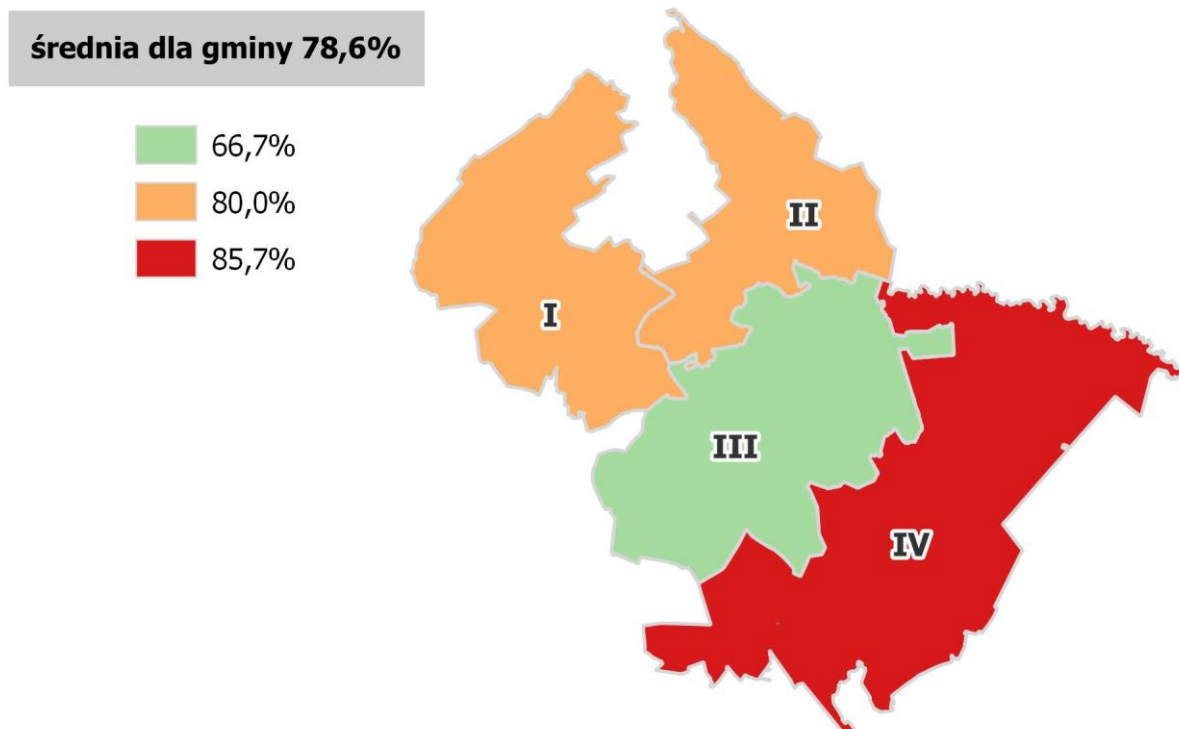 średnia dla gminy 78,6%
66,7%
80,0%
85,7%
II
I
III
IV